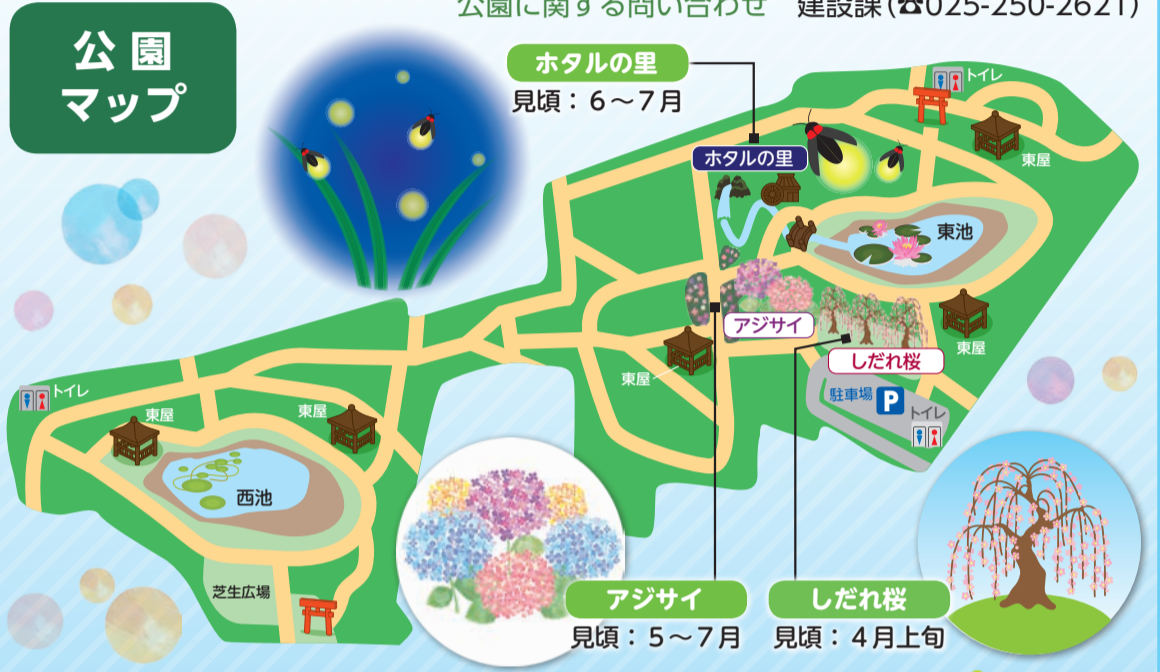 公園に関する問い合わせ 建設課(☎025-250-2621)
公園
マップ
ホタルの里
見頃：6～7月
ホタルの里
トイレ
東屋
東池
アジサイ
しだれ桜
東屋
東屋
駐車場 P
トイレ
トイレ
東屋
東屋
西池
芝生広場
アジサイ
見頃：5～7月
しだれ桜
見頃：4月上旬